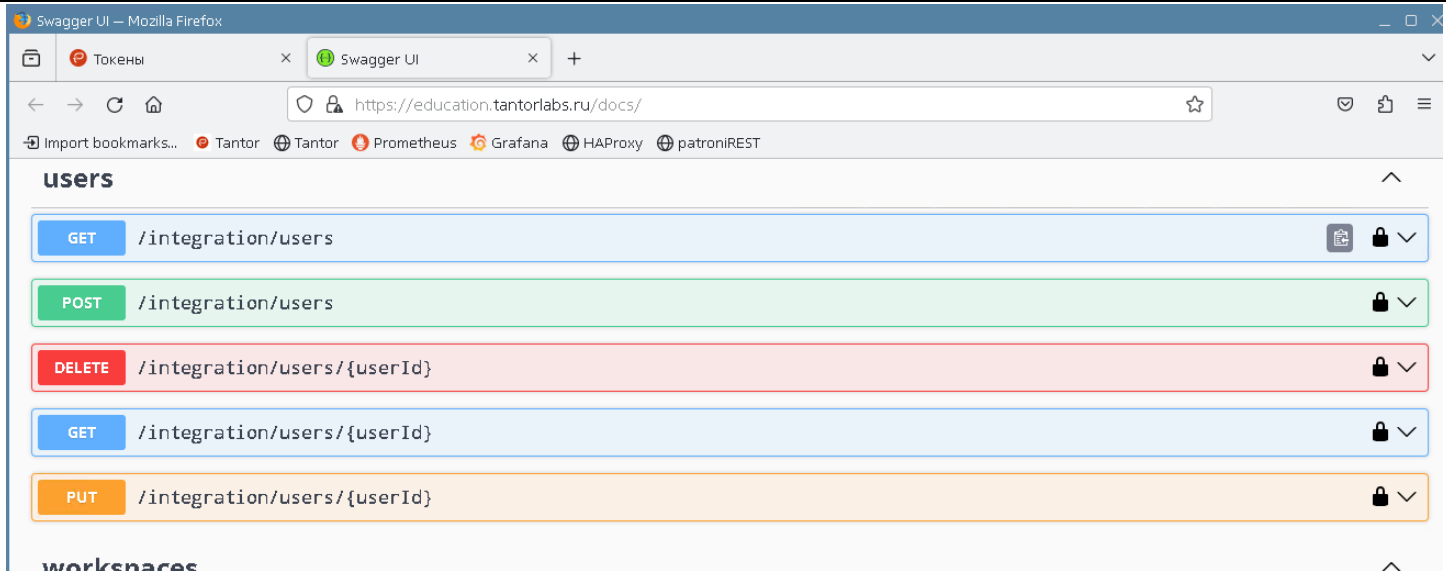 Swagger UI — Mozilla Firefox
Токены
Swagger UI
https://education.tantorlabs.ru/docs/
Import bookmarks... Tantor Tantor Prometheus Grafana HAProxy patroniREST
users
GET /integration/users
POST /integration/users
DELETE /integration/users/{userId}
GET /integration/users/{userId}
PUT /integration/users/{userId}
workspaces